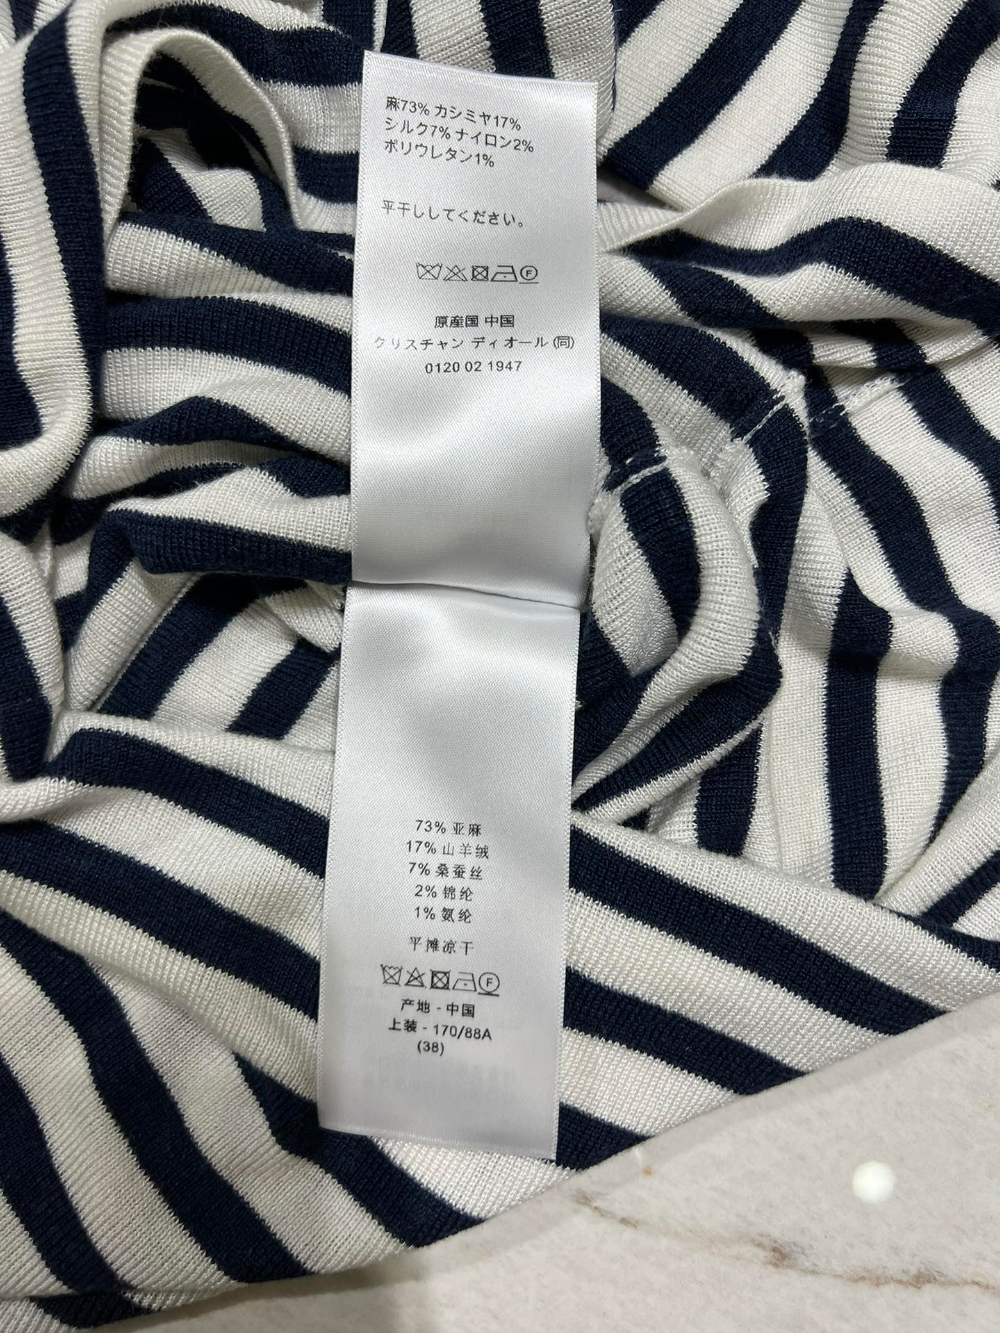 麻73% カシミヤ17%
シルク7% ナイロン2%
ポリウレタン1%
平干ししてください。
F
原産国 中国
クリスチャン ディオール (同)
0120 02 1947
73% 亚麻
17% 山羊绒
7% 桑蚕丝
2% 锦纶
1% 氨纶
平摊凉干
F
产地 - 中国
上装 - 170/88A
(38)